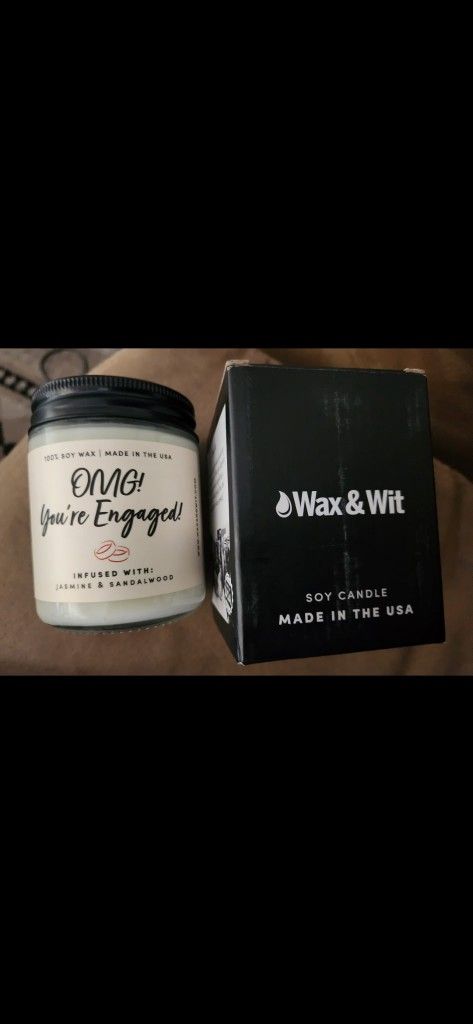 100% SOY WAX | MADE IN THE USA
OMG!
You're Engaged!
INFUSED WITH:
JASMINE & SANDALWOOD
Wax & Wit
SOY CANDLE
MADE IN THE USA